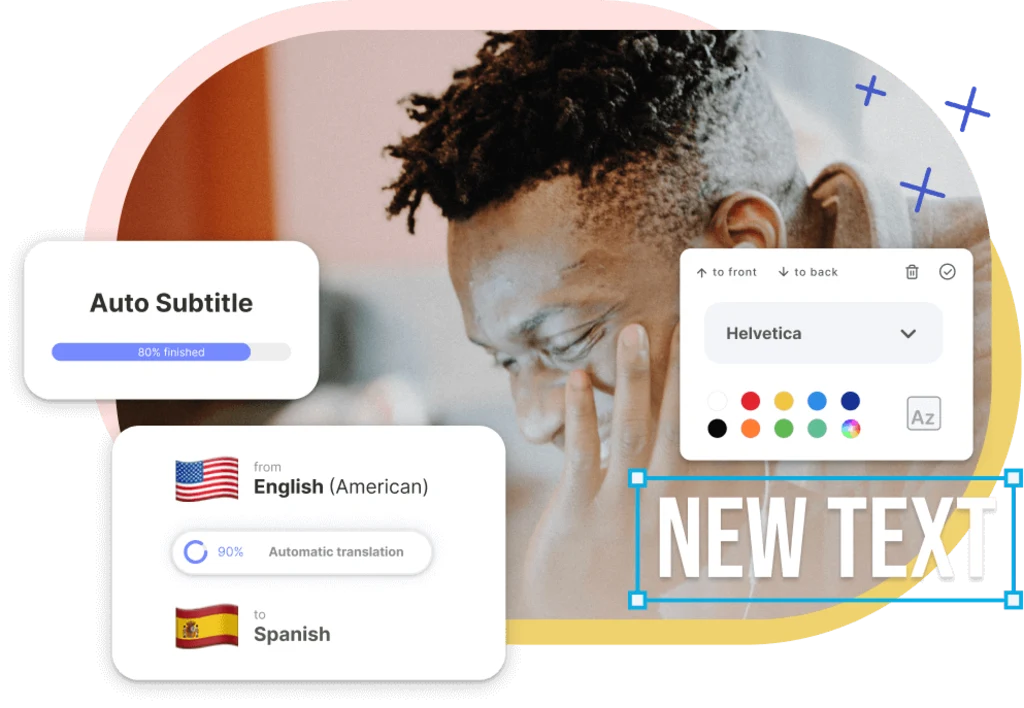 ↑ to front ↓ to back
Auto Subtitle
80% finished
Helvetica
Az
from
English (American)
90% Automatic translation
to
Spanish
NEW TEXT